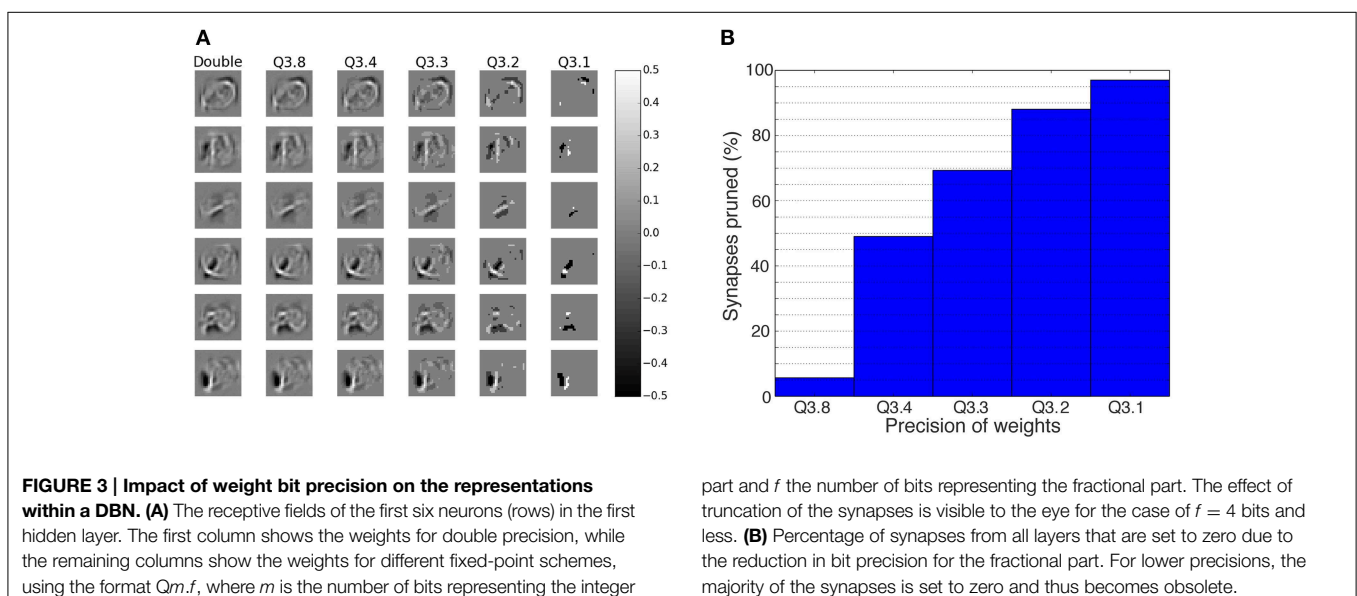 A
Double Q3.8 Q3.4 Q3.3 Q3.2 Q3.1
0.5
0.4
0.3
0.2
0.1
0.0
−0.1
−0.2
−0.3
−0.4
−0.5
B
100
80
60
40
20
0
Synapses pruned (%)
Q3.8 Q3.4 Q3.3 Q3.2 Q3.1
Precision of weights
FIGURE 3 | Impact of weight bit precision on the representations
within a DBN. (A) The receptive fields of the first six neurons (rows) in the first
hidden layer. The first column shows the weights for double precision, while
the remaining columns show the weights for different fixed-point schemes,
using the format Qm.f, where m is the number of bits representing the integer
part and f the number of bits representing the fractional part. The effect of
truncation of the synapses is visible to the eye for the case of f = 4 bits and
less. (B) Percentage of synapses from all layers that are set to zero due to
the reduction in bit precision for the fractional part. For lower precisions, the
majority of the synapses is set to zero and thus becomes obsolete.